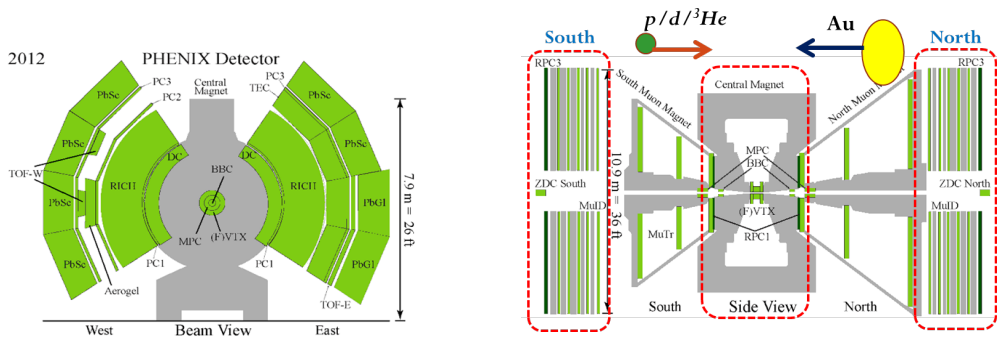 2012
PHENIX Detector
Central
Magnet
PC3
PbSc
PC2
PC3
TEC
PbSc
PbSc
TOF-W
PbSc
DC
DC
BBC
RICH
RICH
PbSc
PbGl
PbSc
MPC
(F)VTX
PbGl
PC1
PC1
Aerogel
TOF-E
7.9 m = 26 ft
West
Beam View
East
p/d/³He
Au
South
North
RPC3
RPC3
South Muon Magnet
Central Magnet
North Muon M
10.9 m = 36 ft
MPC
BBC
ZDC South
ZDC North
MuID
MuID
(F)VTX
MuTr
RPC1
South
Side View
North